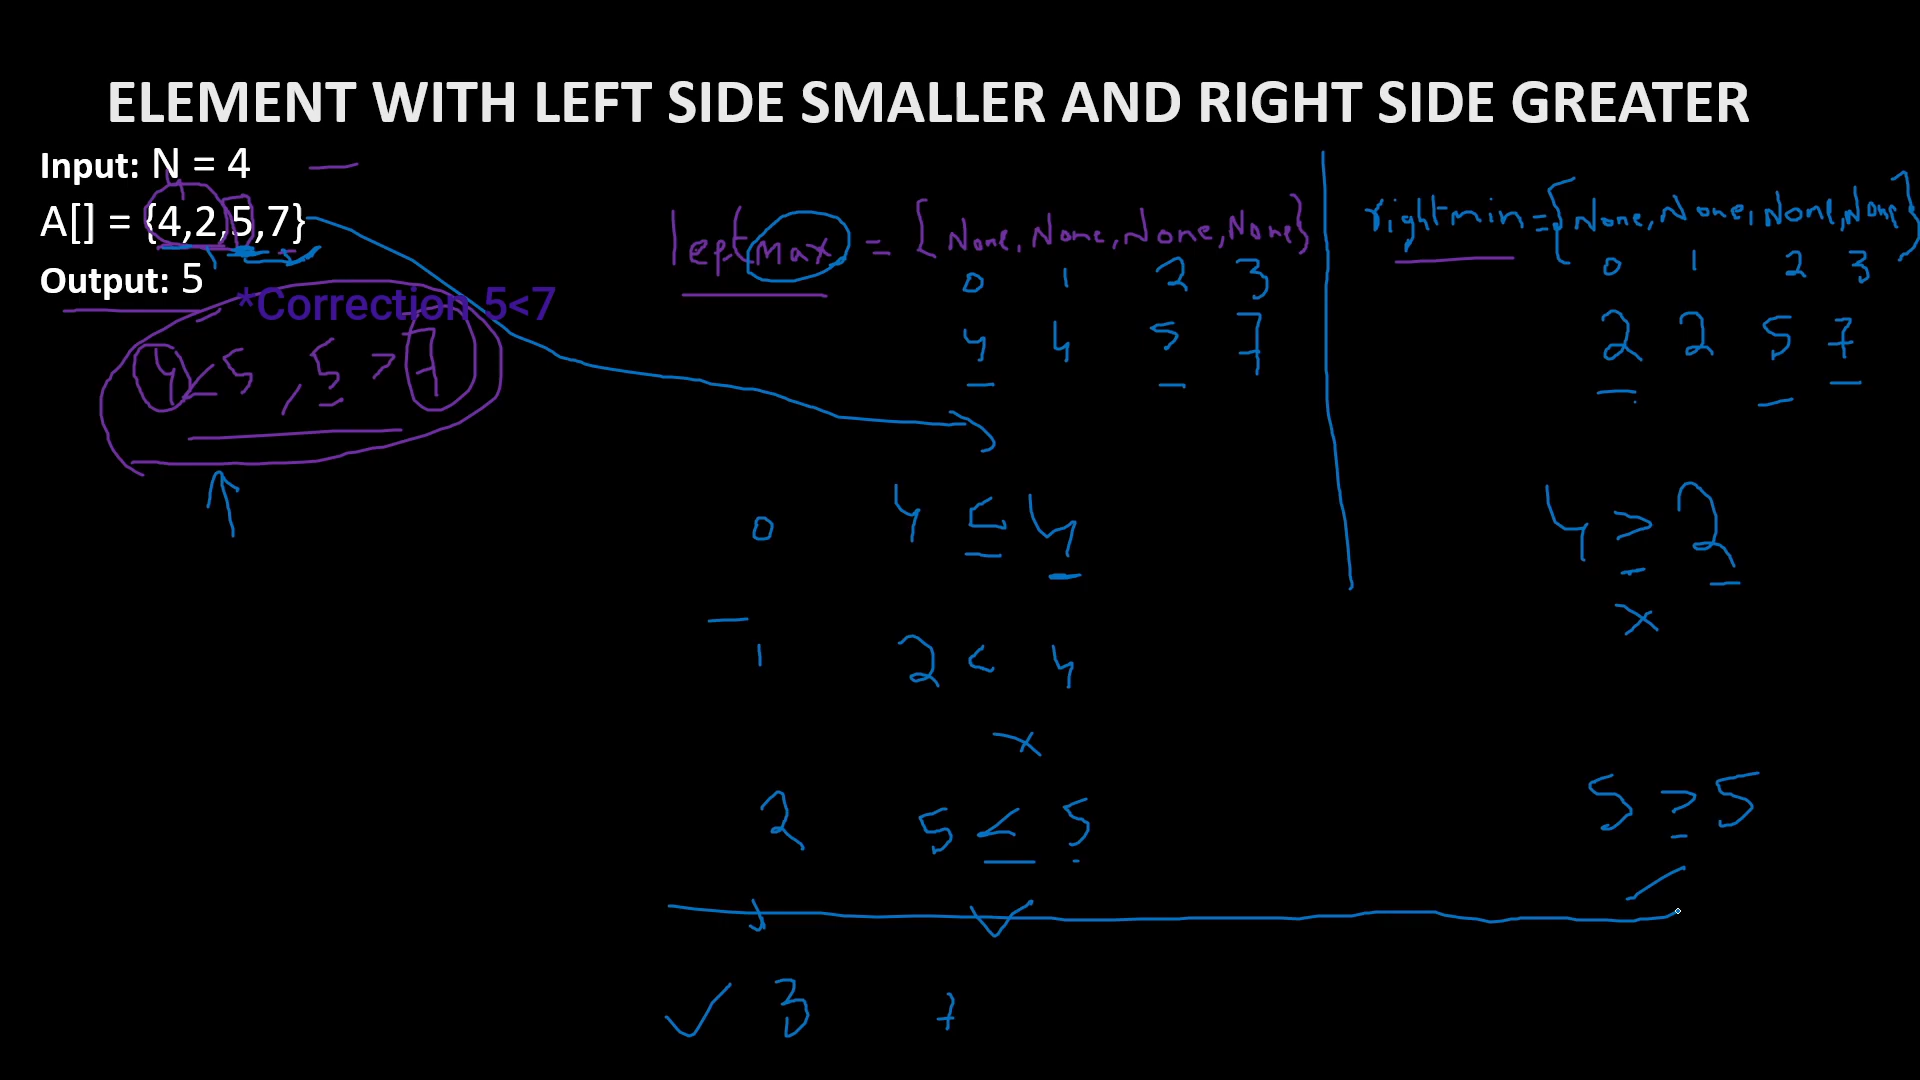 ELEMENT WITH LEFT SIDE SMALLER AND RIGHT SIDE GREATER
Input: N = 4
A[] = {4,2,5,7}
Output: 5
*Correction 5<7
4<5 , 5 > 7
leftmax = {None, None, None, None}
0 1 2 3
4 4 5 7
rightmin = {None, None, None, None}
0 1 2 3
2 2 5 7
0 4 ≤ 4 4 ≥ 2
x
1 2 < 4
x
2 5 ≤ 5 5 ≥ 5
3 7